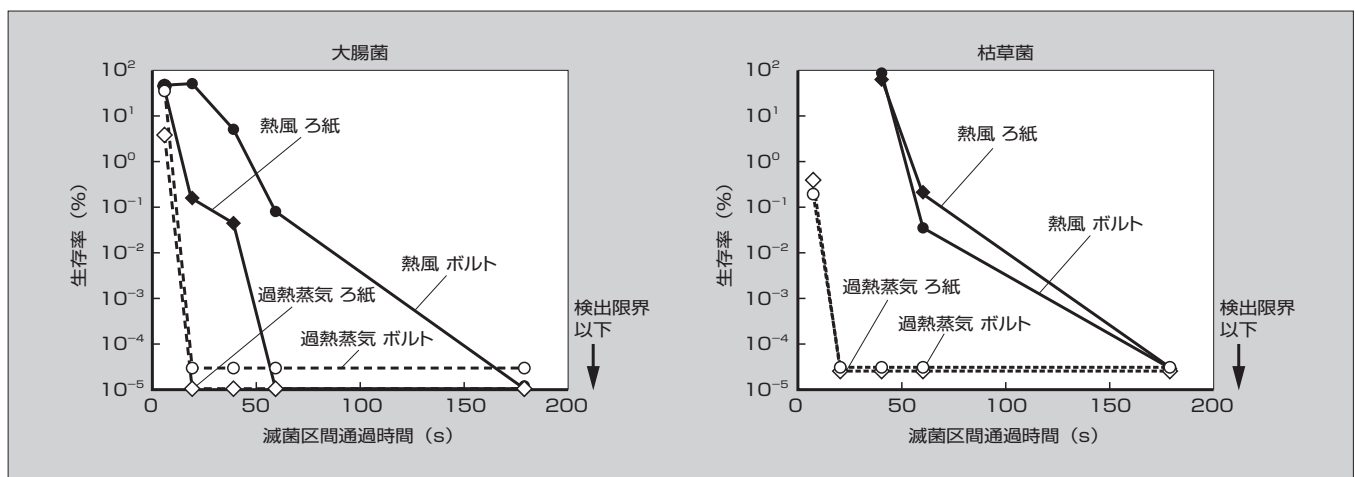 大腸菌
10²
10¹
10⁰
10⁻¹
10⁻²
10⁻³
10⁻⁴
10⁻⁵
生存率（%）
熱風 ろ紙
熱風 ボルト
過熱蒸気 ろ紙
過熱蒸気 ボルト
検出限界
以下
0
50
100
150
200
滅菌区間通過時間（s）
枯草菌
10²
10¹
10⁰
10⁻¹
10⁻²
10⁻³
10⁻⁴
10⁻⁵
生存率（%）
熱風 ろ紙
熱風 ボルト
過熱蒸気 ろ紙
過熱蒸気 ボルト
検出限界
以下
0
50
100
150
200
滅菌区間通過時間（s）